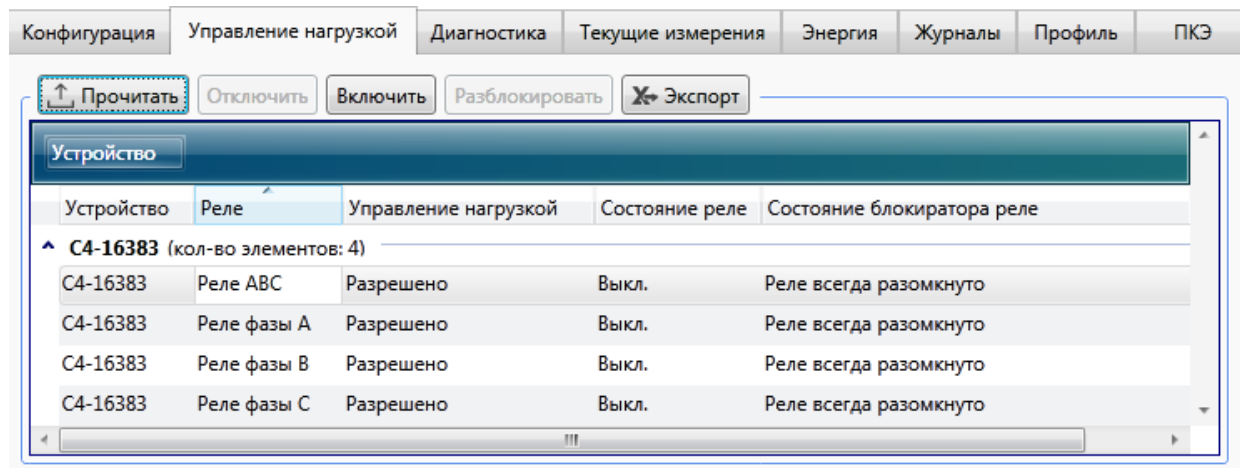 Конфигурация Управление нагрузкой Диагностика Текущие измерения Энергия Журналы Профиль ПКЭ
Прочитать Отключить Включить Разблокировать Экспорт
Устройство
Устройство Реле Управление нагрузкой Состояние реле Состояние блокиратора реле
C4-16383 (кол-во элементов: 4)
C4-16383 Реле ABC Разрешено Выкл. Реле всегда разомкнуто
C4-16383 Реле фазы A Разрешено Выкл. Реле всегда разомкнуто
C4-16383 Реле фазы B Разрешено Выкл. Реле всегда разомкнуто
C4-16383 Реле фазы C Разрешено Выкл. Реле всегда разомкнуто